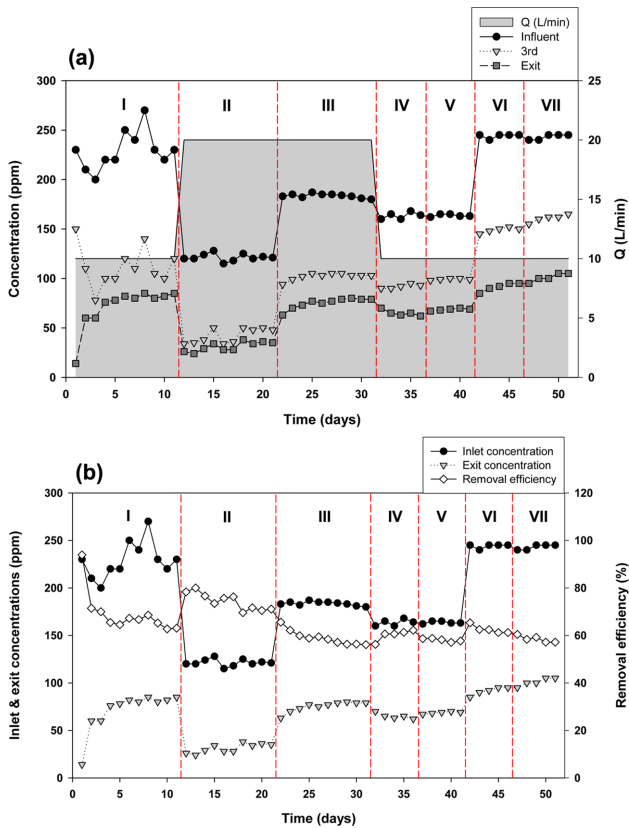 (a)
Q (L/min)
Influent
3rd
Exit
I II III IV V VI VII
Concentration (ppm)
300
250
200
150
100
50
0
Q (L/min)
25
20
15
10
5
0
0 5 10 15 20 25 30 35 40 45 50
Time (days)
(b)
Inlet concentration
Exit concentration
Removal efficiency
I II III IV V VI VII
Inlet & exit concentrations (ppm)
300
250
200
150
100
50
0
Removal efficiency (%)
120
100
80
60
40
20
0
0 5 10 15 20 25 30 35 40 45 50
Time (days)